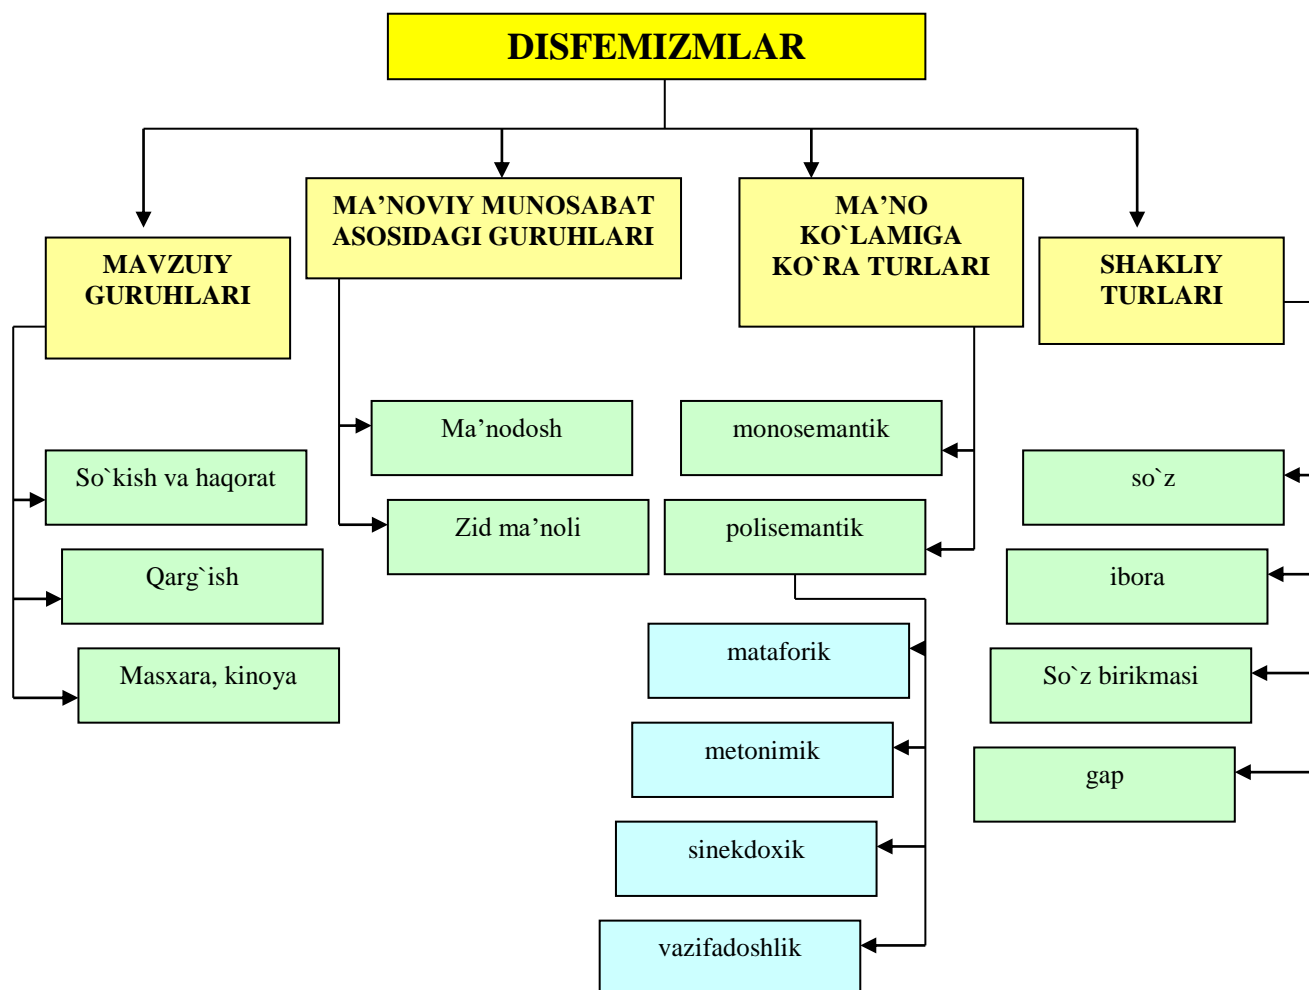 DISFEMIZMLAR
MA’NOVIY MUNOSABAT
ASOSIDAGI GURUHLARI
MA’NO
KO`LAMIGA
KO`RA TURLARI
MAVZUIY
GURUHLARI
SHAKLIY
TURLARI
Ma’nodosh
monosemantik
So`kish va haqorat
so`z
Zid ma’noli
polisemantik
Qarg`ish
ibora
mataforik
Masxara, kinoya
So`z birikmasi
metonimik
gap
sinekdoxik
vazifadoshlik